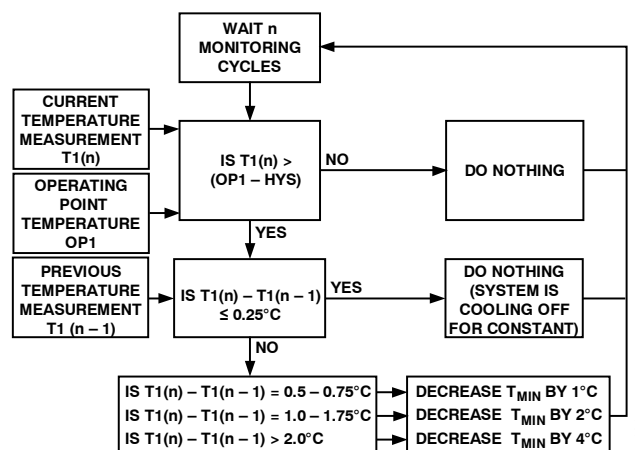 WAIT n
MONITORING
CYCLES
CURRENT
TEMPERATURE
MEASUREMENT
T1(n)
IS T1(n) >
(OP1 – HYS)
NO
DO NOTHING
OPERATING
POINT
TEMPERATURE
OP1
YES
PREVIOUS
TEMPERATURE
MEASUREMENT
T1 (n – 1)
IS T1(n) – T1(n – 1)
≤ 0.25°C
YES
DO NOTHING
(SYSTEM IS
COOLING OFF
FOR CONSTANT)
NO
IS T1(n) – T1(n – 1) = 0.5 – 0.75°C
DECREASE TMIN BY 1°C
IS T1(n) – T1(n – 1) = 1.0 – 1.75°C
DECREASE TMIN BY 2°C
IS T1(n) – T1(n – 1) > 2.0°C
DECREASE TMIN BY 4°C